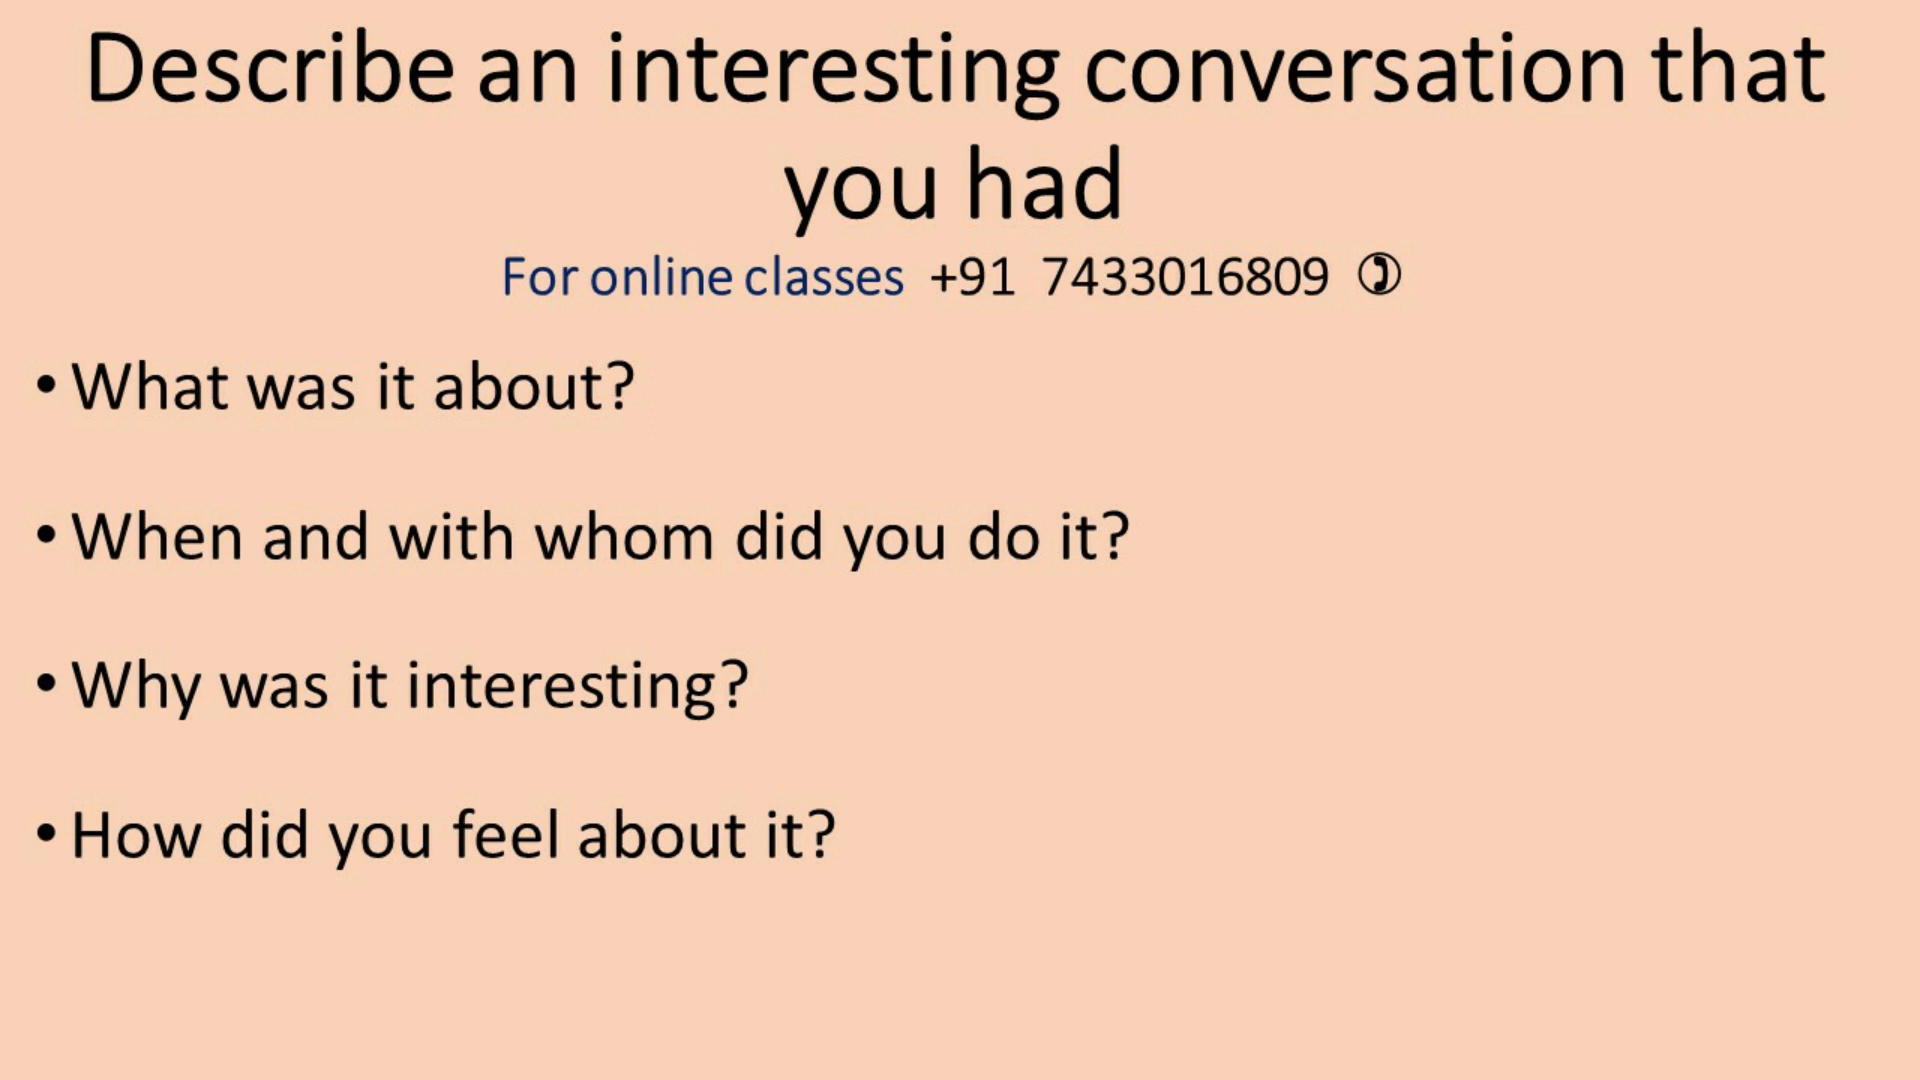 Describe an interesting conversation that
you had
For online classes +91 7433016809 ✆
• What was it about?
• When and with whom did you do it?
• Why was it interesting?
• How did you feel about it?